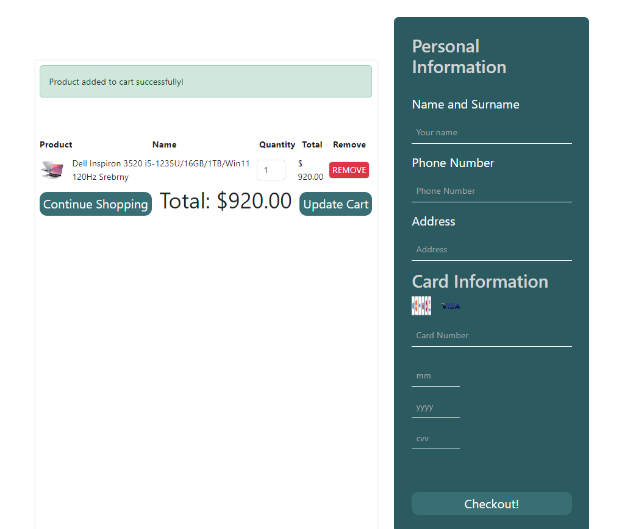 Product added to cart successfully!
Product Name Quantity Total Remove
Dell Inspiron 3520 i5-1235U/16GB/1TB/Win11
120Hz Srebrny
1
$
920.00
REMOVE
Continue Shopping
Total: $920.00
Update Cart
Personal
Information
Name and Surname
Your name
Phone Number
Phone Number
Address
Address
Card Information
VISA
Card Number
mm
yyyy
cvv
Checkout!